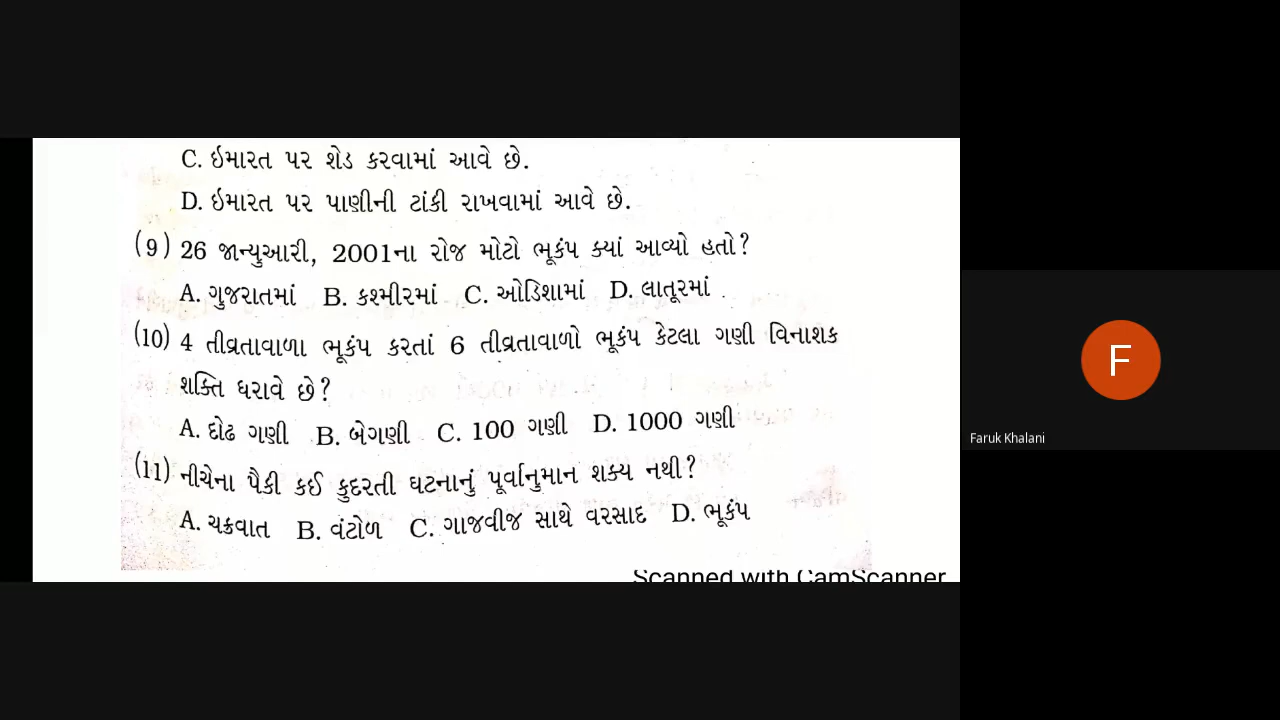 C. ઇમારત પર શેડ કરવામાં આવે છે.
D. ઇમારત પર પાણીની ટાંકી રાખવામાં આવે છે.
(9) 26 જાન્યુઆરી, 2001ના રોજ મોટો ભૂકંપ ક્યાં આવ્યો હતો?
A. ગુજરાતમાં B. કશ્મીરમાં C. ઓડિશામાં D. લાતૂરમાં
(10) 4 તીવ્રતાવાળા ભૂકંપ કરતાં 6 તીવ્રતાવાળો ભૂકંપ કેટલા ગણી વિનાશક
શક્તિ ધરાવે છે?
A. દોઢ ગણી B. બેગણી C. 100 ગણી D. 1000 ગણી
(11) નીચેના પૈકી કઈ કુદરતી ઘટનાનું પૂર્વાનુમાન શક્ય નથી?
A. ચક્રવાત B. વંટોળ C. ગાજવીજ સાથે વરસાદ D. ભૂકંપ
Scanned with CamScanner
F
Faruk Khalani